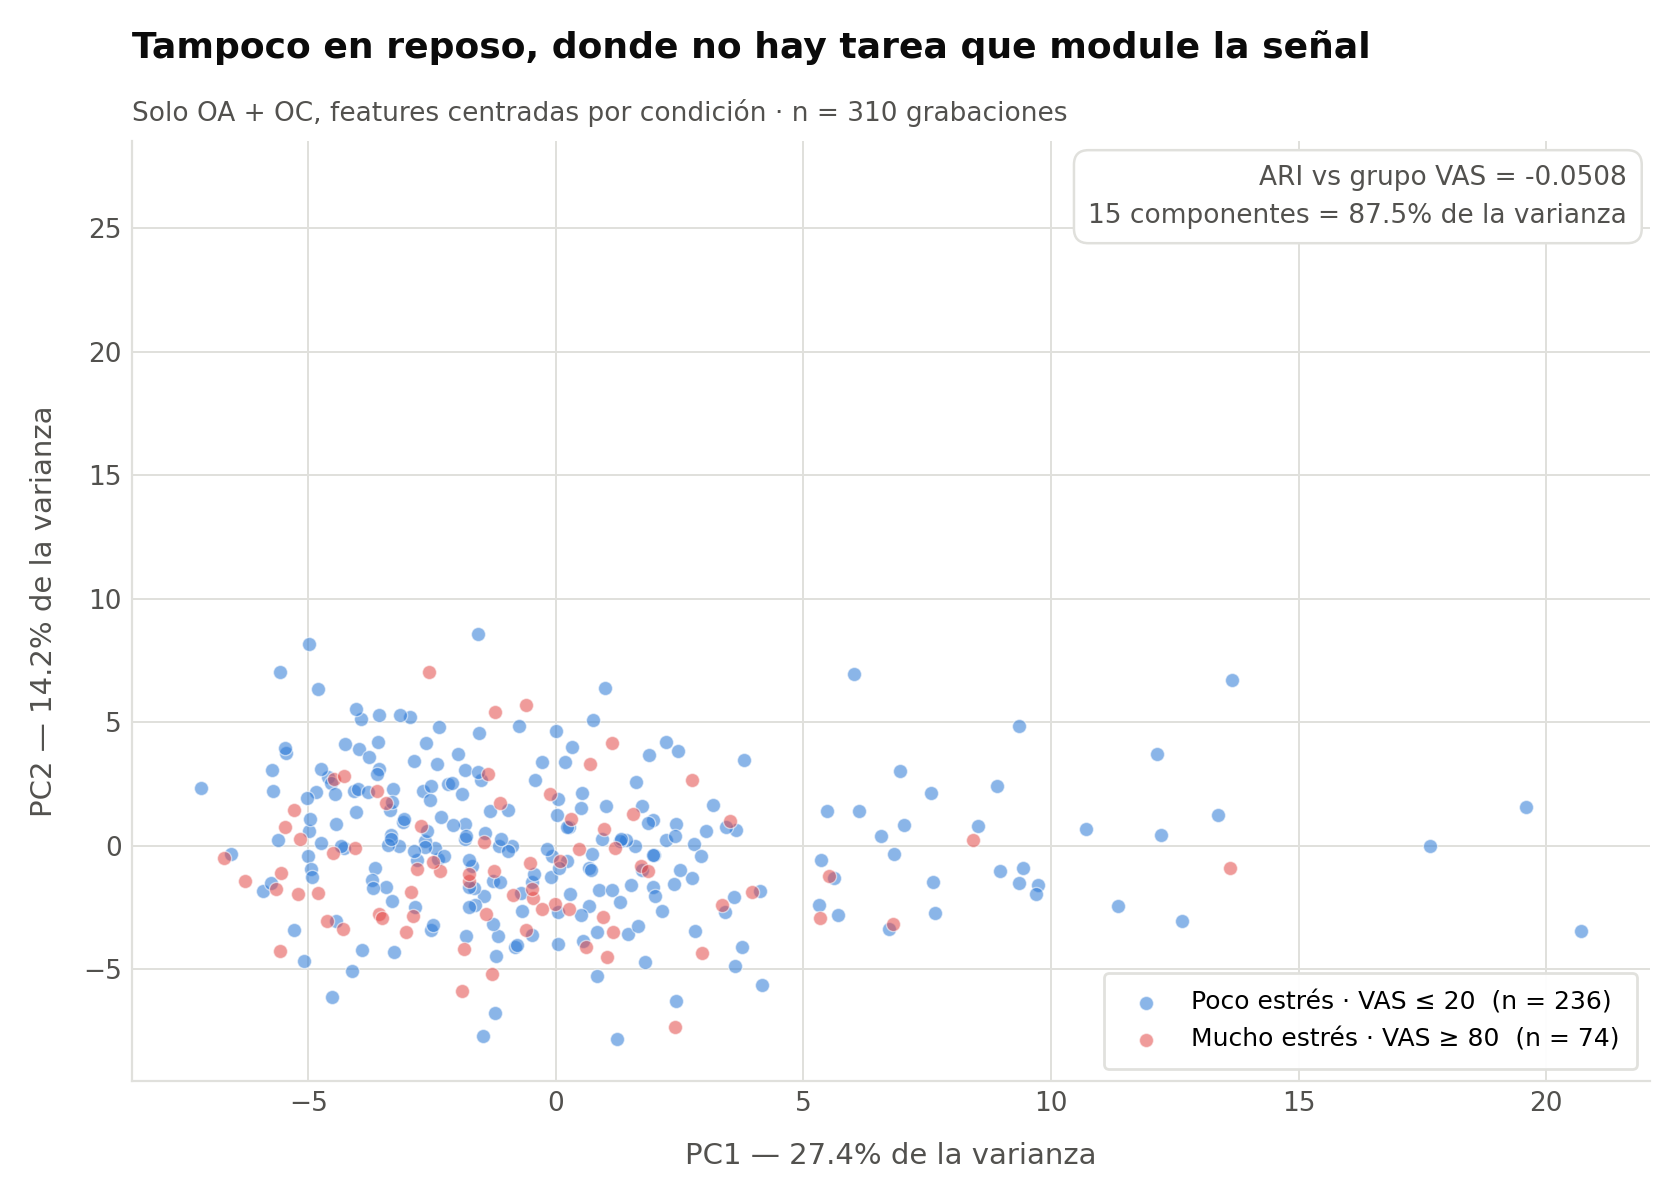 Tampoco en reposo, donde no hay tarea que module la señal
Solo OA + OC, features centradas por condición · n = 310 grabaciones
ARI vs grupo VAS = -0.0508
15 componentes = 87.5% de la varianza
25
20
15
10
5
0
−5
PC2 — 14.2% de la varianza
Poco estrés · VAS ≤ 20 (n = 236)
Mucho estrés · VAS ≥ 80 (n = 74)
−5 0 5 10 15 20
PC1 — 27.4% de la varianza